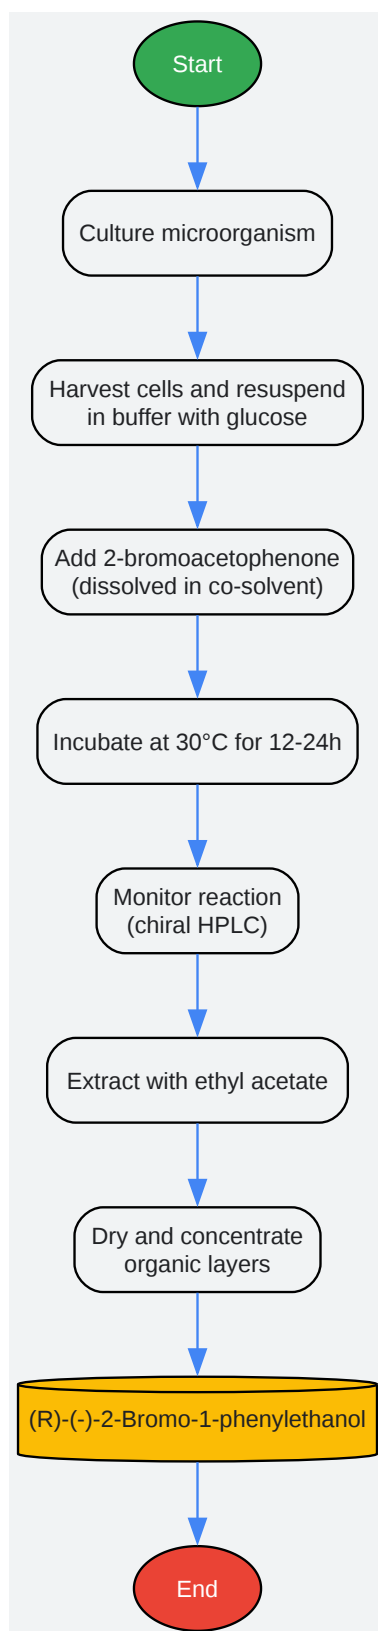 Start
Culture microorganism
Harvest cells and resuspend
in buffer with glucose
Add 2-bromoacetophenone
(dissolved in co-solvent)
Incubate at 30°C for 12-24h
Monitor reaction
(chiral HPLC)
Extract with ethyl acetate
Dry and concentrate
organic layers
(R)-(-)-2-Bromo-1-phenylethanol
End